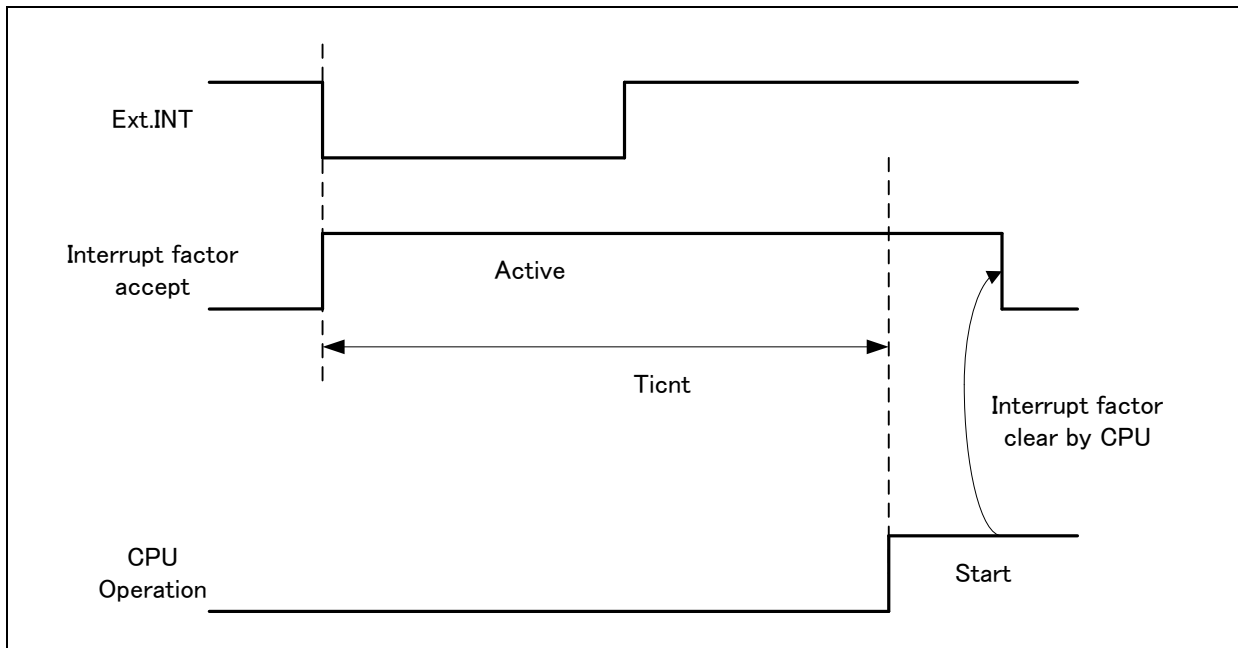 Ext.INT
Interrupt factor
accept
Active
Ticnt
Interrupt factor
clear by CPU
CPU
Operation
Start